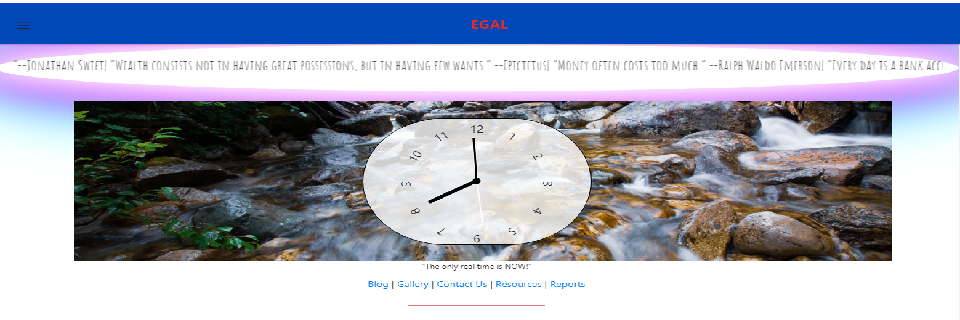 EGAL
"--Jonathan Swift| "Wealth consists not in having great possessions, but in having few wants." --Epictetus| "Money often costs too much." --Ralph Waldo Emerson| "Every day is a bank acc
12
11 1
10 2
9 3
8 4
7 5
6
"The only real time is NOW!"
Blog | Gallery | Contact Us | Resources | Reports